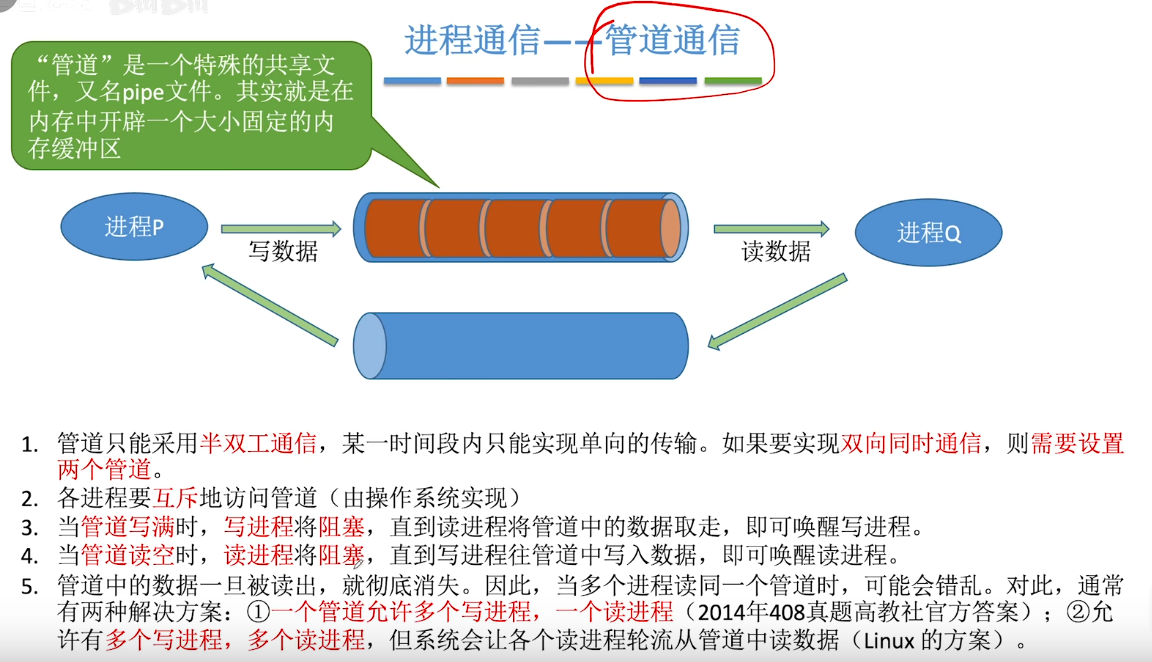 进程通信——管道通信
“管道”是一个特殊的共享文
件，又名pipe文件。其实就是在
内存中开辟一个大小固定的内
存缓冲区
进程P
写数据
读数据
进程Q
1. 管道只能采用半双工通信，某一时间段内只能实现单向的传输。如果要实现双向同时通信，则需要设置
两个管道。
2. 各进程要互斥地访问管道（由操作系统实现）
3. 当管道写满时，写进程将阻塞，直到读进程将管道中的数据取走，即可唤醒写进程。
4. 当管道读空时，读进程将阻塞，直到写进程往管道中写入数据，即可唤醒读进程。
5. 管道中的数据一旦被读出，就彻底消失。因此，当多个进程读同一个管道时，可能会错乱。对此，通常
有两种解决方案：①一个管道允许多个写进程，一个读进程（2014年408真题高教社官方答案）；②允
许有多个写进程，多个读进程，但系统会让各个读进程轮流从管道中读数据（Linux 的方案）。